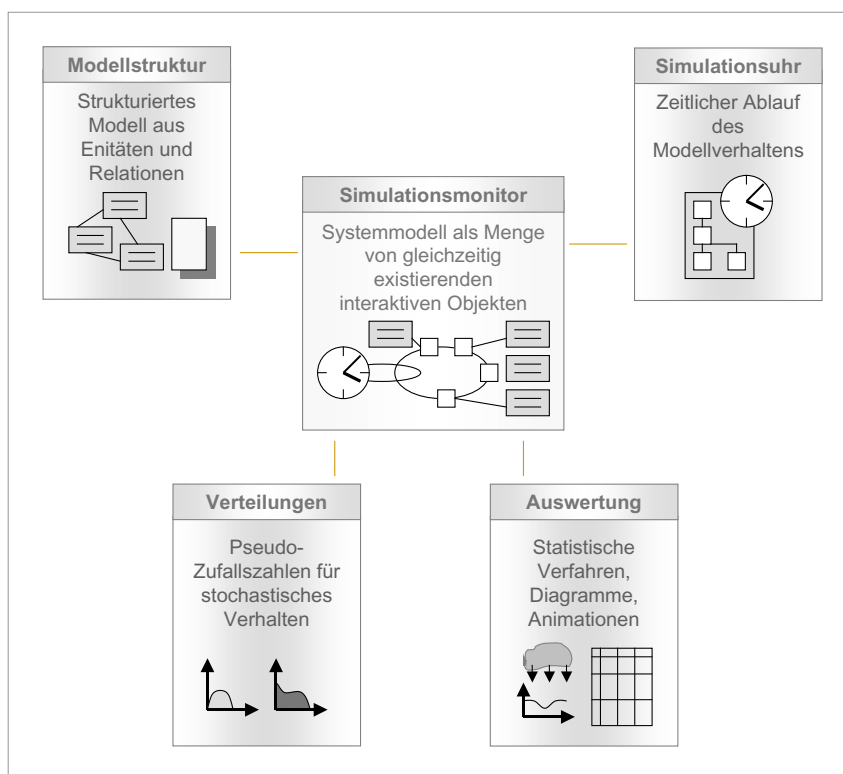 Modellstruktur
Strukturiertes
Modell aus
Enitäten und
Relationen
Simulationsuhr
Zeitlicher Ablauf
des
Modellverhaltens
Simulationsmonitor
Systemmodell als Menge
von gleichzeitig
existierenden
interaktiven Objekten
Verteilungen
Pseudo-
Zufallszahlen für
stochastisches
Verhalten
Auswertung
Statistische
Verfahren,
Diagramme,
Animationen